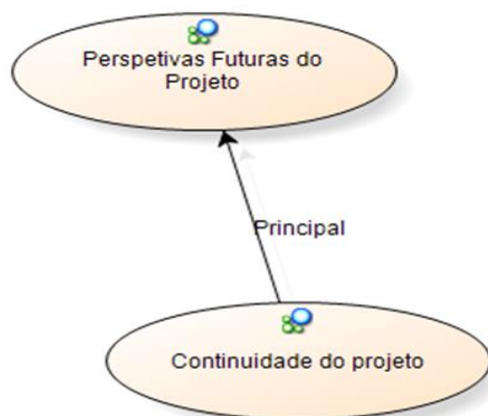 Perspetivas Futuras do
Projeto
Principal
Continuidade do projeto